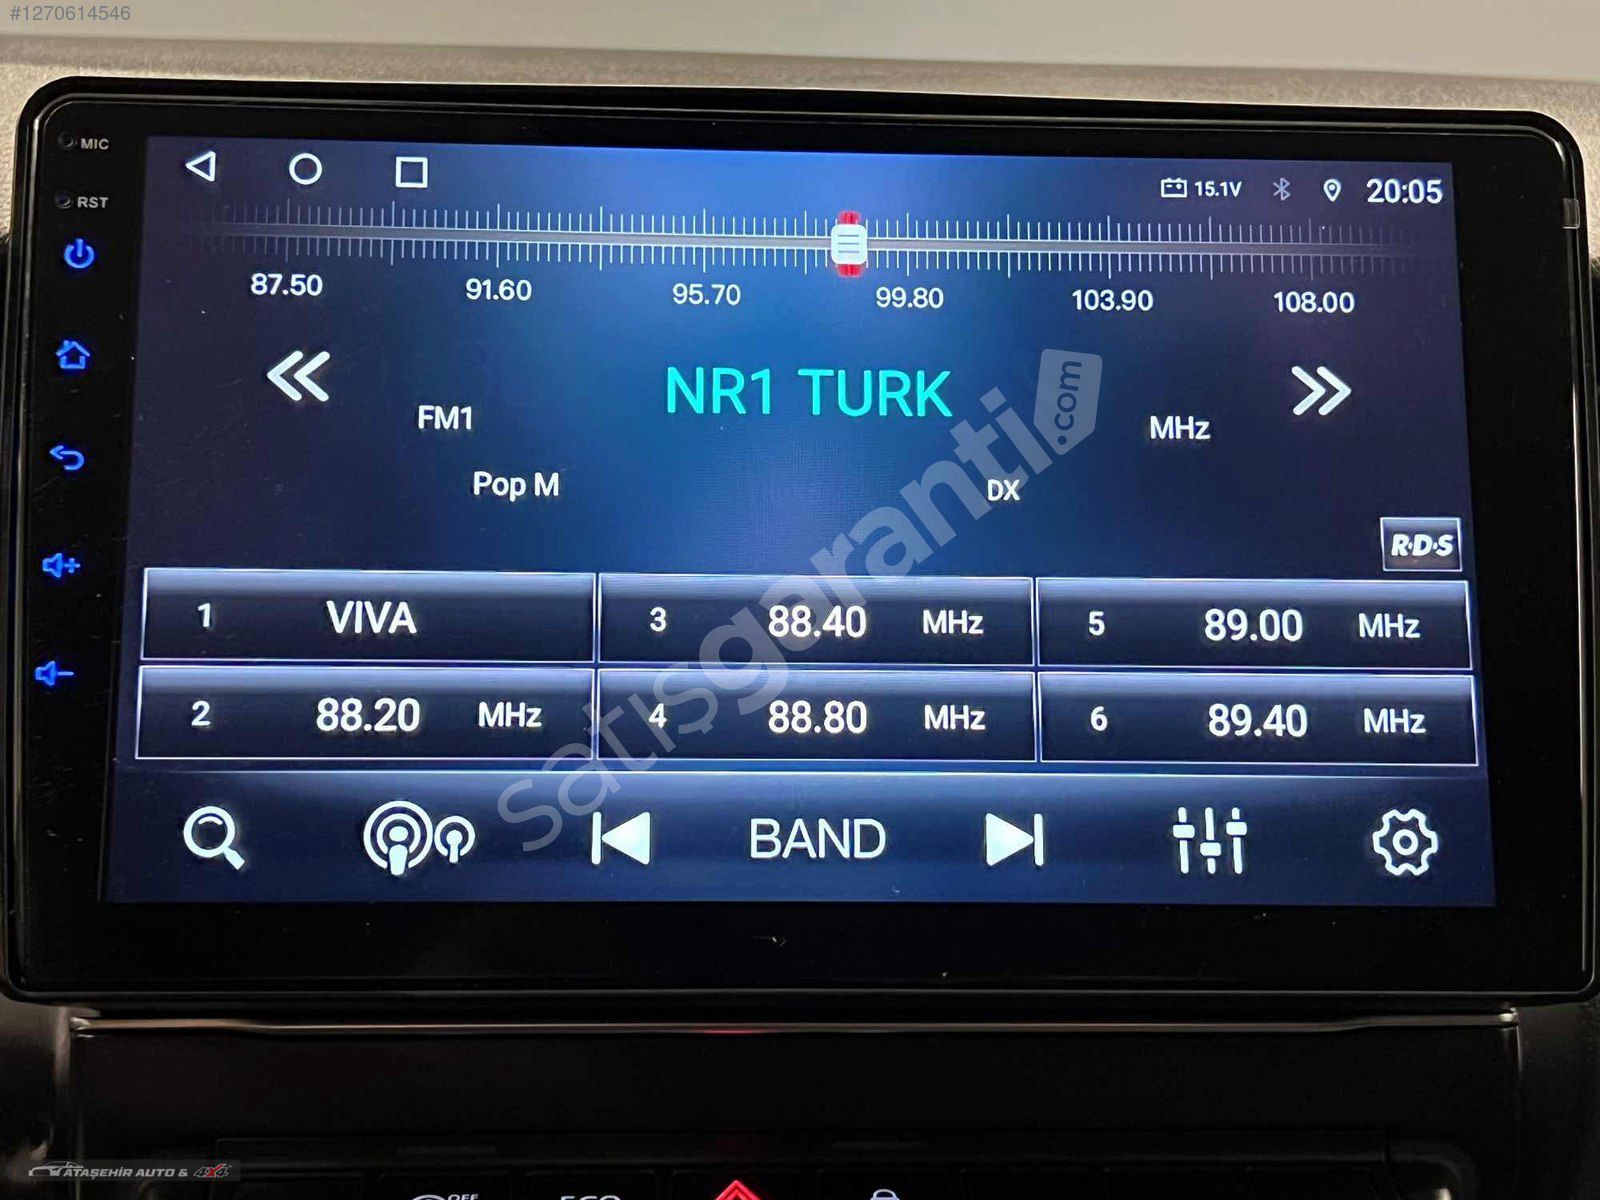 #1270614546
MIC
RST
15.1V 20:05
87.50 91.60 95.70 99.80 103.90 108.00
NR1 TURK
FM1 MHz
Pop M DX
R·D·S
1 VIVA 3 88.40 MHz 5 89.00 MHz
2 88.20 MHz 4 88.80 MHz 6 89.40 MHz
BAND
satışgaranti.com
ATAŞEHİR AUTO & 4X4
OFF ECO